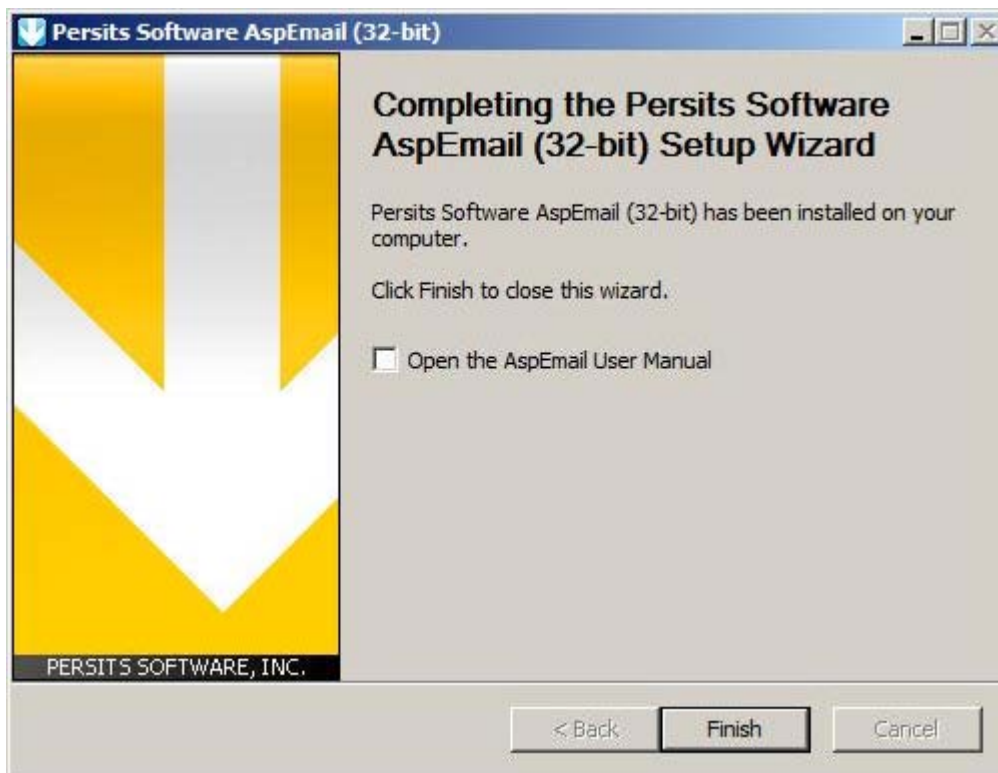 Persits Software AspEmail (32-bit)
Completing the Persits Software
AspEmail (32-bit) Setup Wizard
Persits Software AspEmail (32-bit) has been installed on your
computer.
Click Finish to close this wizard.
Open the AspEmail User Manual
PERSITS SOFTWARE, INC.
< Back
Finish
Cancel